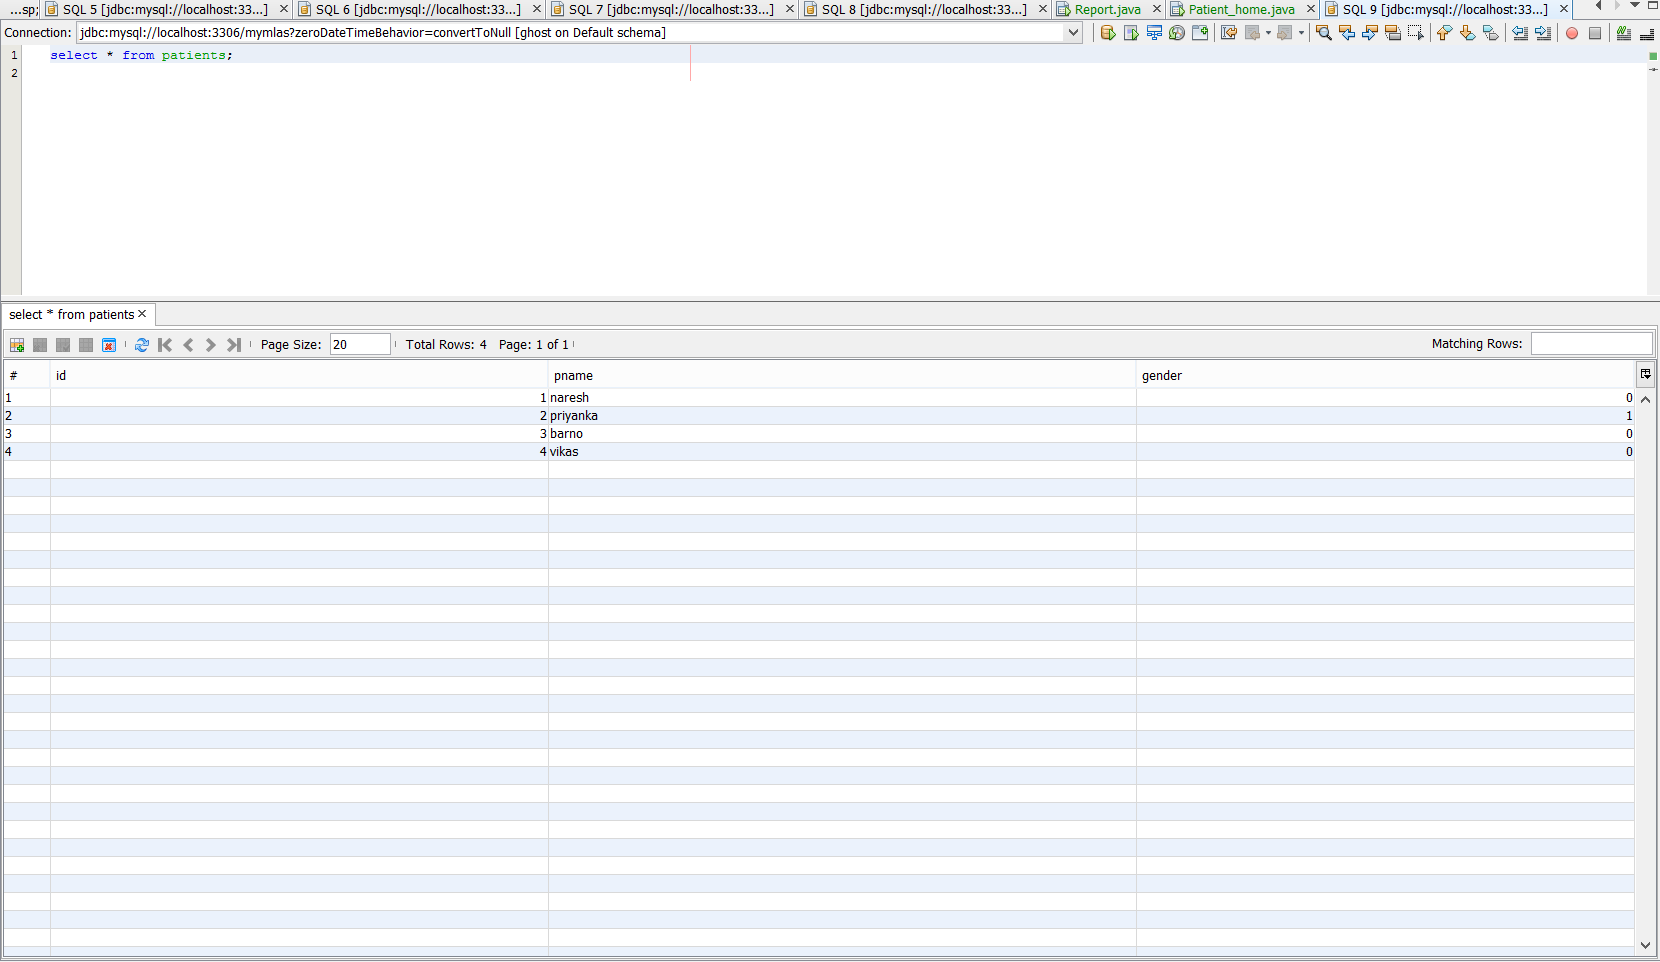 ...sp; SQL 5 [jdbc:mysql://localhost:33...] SQL 6 [jdbc:mysql://localhost:33...] SQL 7 [jdbc:mysql://localhost:33...] SQL 8 [jdbc:mysql://localhost:33...] Report.java Patient_home.java SQL 9 [jdbc:mysql://localhost:33...]
Connection: jdbc:mysql://localhost:3306/mymlas?zeroDateTimeBehavior=convertToNull [ghost on Default schema]
1 select * from patients;
2
select * from patients
Page Size: 20 Total Rows: 4 Page: 1 of 1 Matching Rows:
# id pname gender
1 1 naresh 0
2 2 priyanka 1
3 3 barno 0
4 4 vikas 0